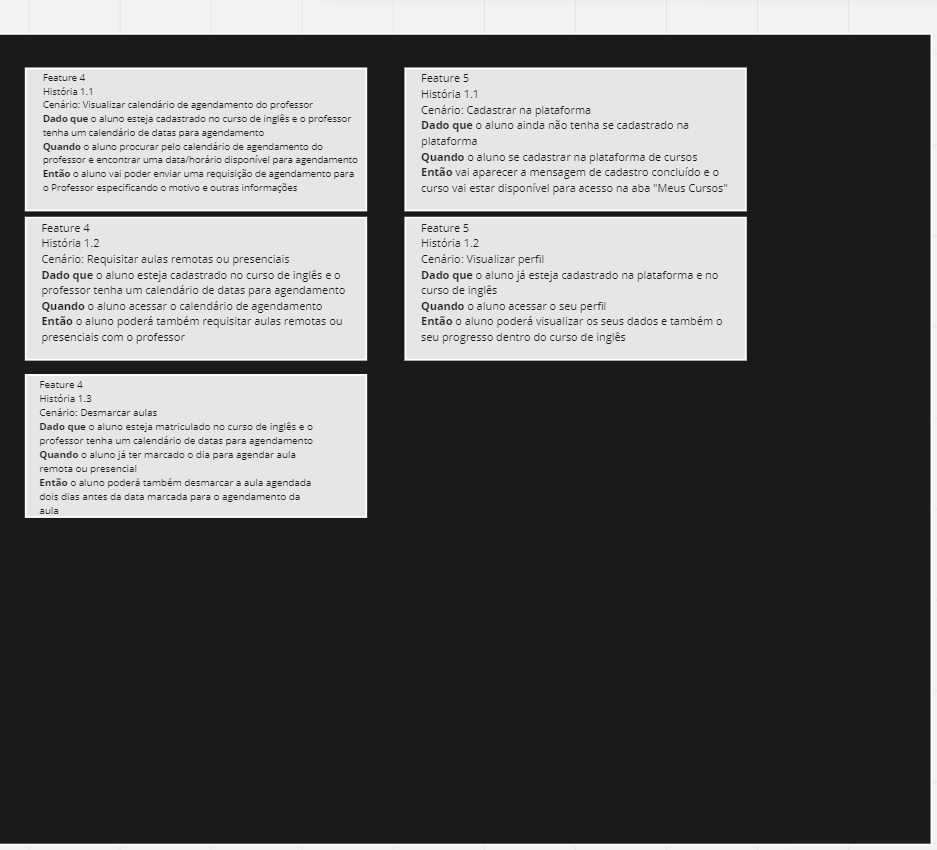 Feature 4
História 1.1
Cenário: Visualizar calendário de agendamento do professor
Dado que o aluno esteja cadastrado no curso de inglês e o professor
tenha um calendário de datas para agendamento
Quando o aluno procurar pelo calendário de agendamento do
professor e encontrar uma data/horário disponível para agendamento
Então o aluno vai poder enviar uma requisição de agendamento para
o Professor especificando o motivo e outras informações
Feature 5
História 1.1
Cenário: Cadastrar na plataforma
Dado que o aluno ainda não tenha se cadastrado na
plataforma
Quando o aluno se cadastrar na plataforma de cursos
Então vai aparecer a mensagem de cadastro concluído e o
curso vai estar disponível para acesso na aba "Meus Cursos"
Feature 4
História 1.2
Cenário: Requisitar aulas remotas ou presenciais
Dado que o aluno esteja cadastrado no curso de inglês e o
professor tenha um calendário de datas para agendamento
Quando o aluno acessar o calendário de agendamento
Então o aluno poderá também requisitar aulas remotas ou
presenciais com o professor
Feature 5
História 1.2
Cenário: Visualizar perfil
Dado que o aluno já esteja cadastrado na plataforma e no
curso de inglês
Quando o aluno acessar o seu perfil
Então o aluno poderá visualizar os seus dados e também o
seu progresso dentro do curso de inglês
Feature 4
História 1.3
Cenário: Desmarcar aulas
Dado que o aluno esteja matriculado no curso de inglês e o
professor tenha um calendário de datas para agendamento
Quando o aluno já ter marcado o dia para agendar aula
remota ou presencial
Então o aluno poderá também desmarcar a aula agendada
dois dias antes da data marcada para o agendamento da
aula